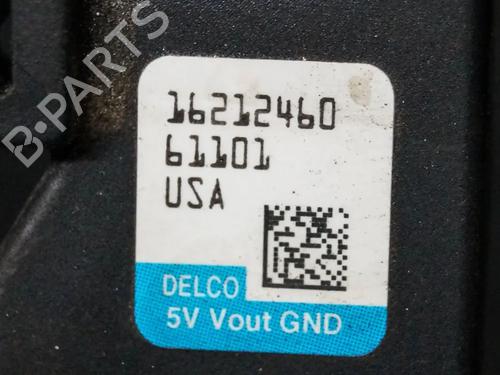 B-PARTS
16212460
61101
USA
DELCO
5V Vout GND